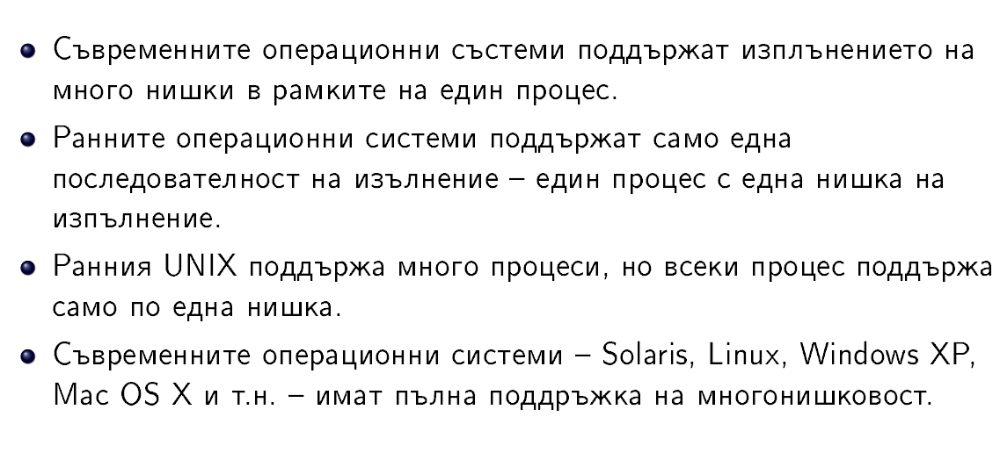 Съвременните операционни състеми поддържат изплънението на
много нишки в рамките на един процес.
Ранните операционни системи поддържат само една
последователност на изълнение – един процес с една нишка на
изпълнение.
Ранния UNIX поддържа много процеси, но всеки процес поддържа
само по една нишка.
Съвременните операционни системи – Solaris, Linux, Windows XP,
Mac OS X и т.н. – имат пълна поддръжка на многонишковост.